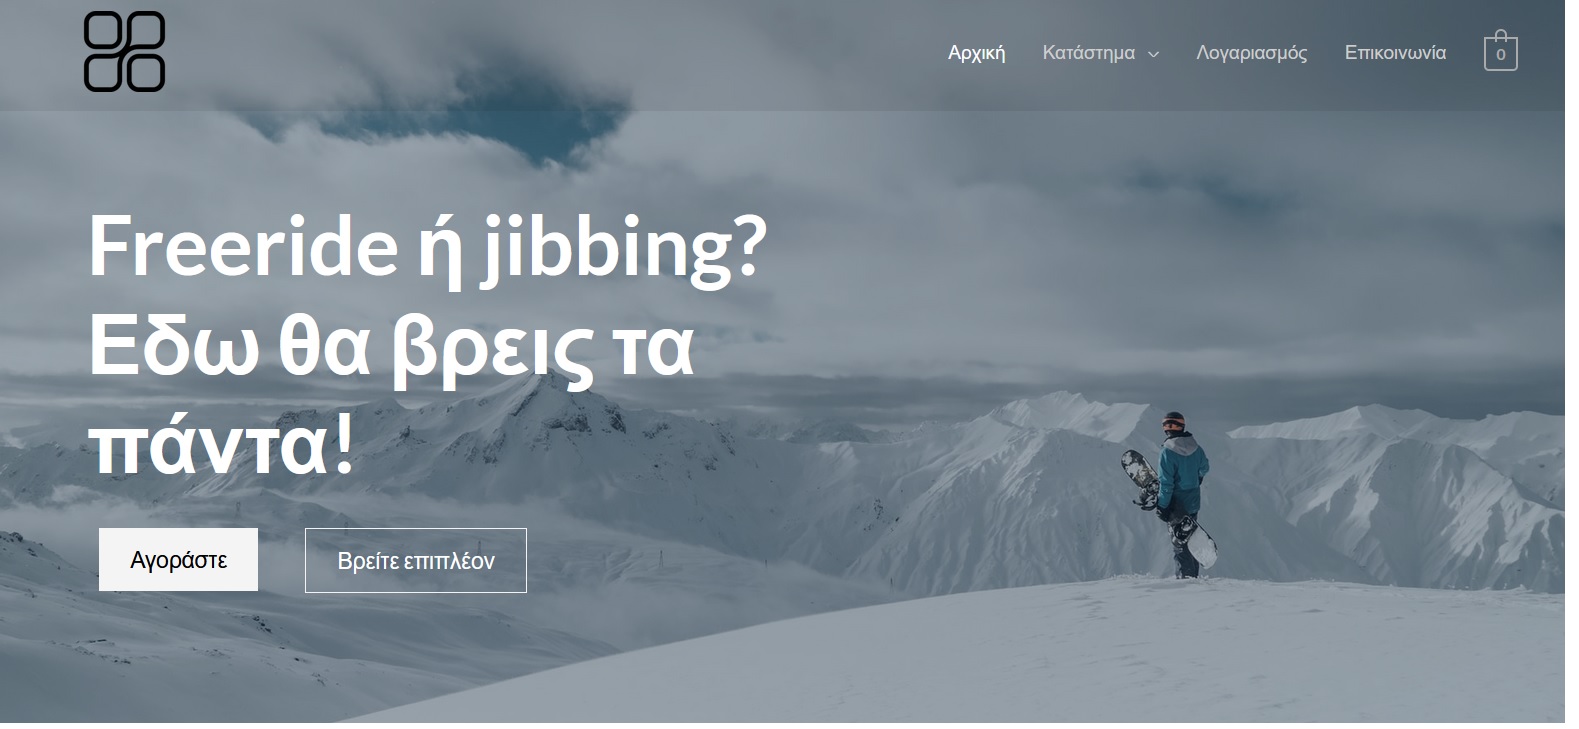 Αρχική Κατάστημα Λογαριασμός Επικοινωνία 0
Freeride ή jibbing?
Εδω θα βρεις τα
πάντα!
Αγοράστε Βρείτε επιπλέον